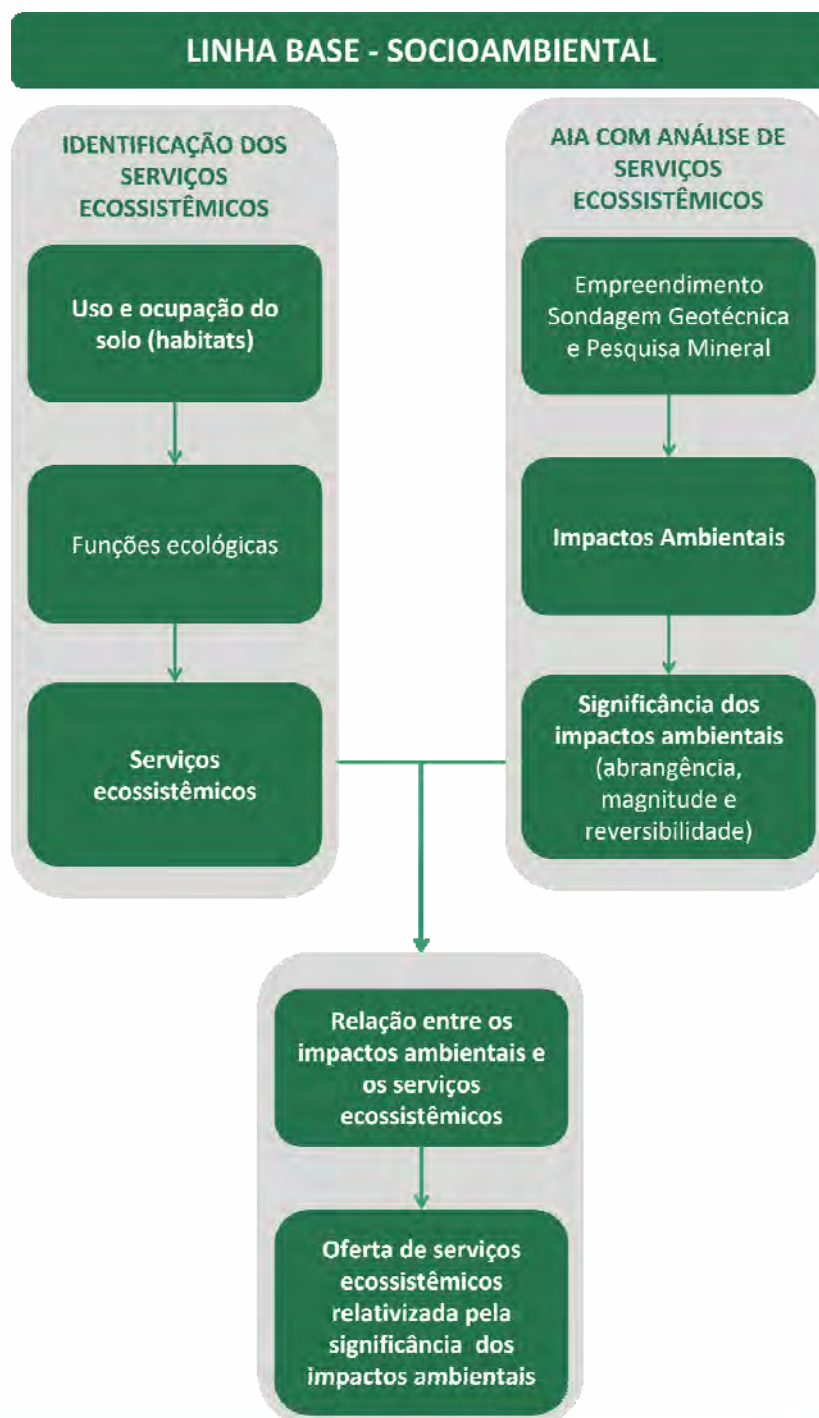 LINHA BASE - SOCIOAMBIENTAL
IDENTIFICAÇÃO DOS
SERVIÇOS
ECOSSISTÊMICOS
Uso e ocupação do
solo (habitats)
Funções ecológicas
Serviços
ecossistêmicos
AIA COM ANÁLISE DE
SERVIÇOS
ECOSSISTÊMICOS
Empreendimento
Sondagem Geotécnica
e Pesquisa Mineral
Impactos Ambientais
Significância dos
impactos ambientais
(abrangência,
magnitude e
reversibilidade)
Relação entre os
impactos ambientais e
os serviços
ecossistêmicos
Oferta de serviços
ecossistêmicos
relativizada pela
significância dos
impactos ambientais